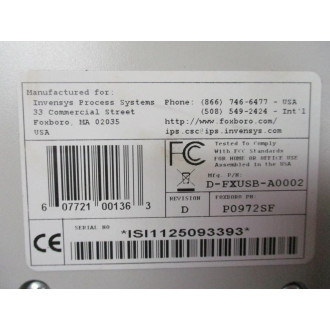 Manufactured for:
Invensys Process Systems
33 Commercial Street
Foxboro, MA 02035
USA
Phone: (866) 746-6477 - USA
(508) 549-2424 - Int'l
http://www.foxboro.com/
ips.csc@ips.invensys.com
FC
Tested To Comply
With FCC Standards
FOR HOME OR OFFICE USE
Assembled in the USA
Mfg. P/N:
D-FXUSB-A0002
REVISION
D
FOXBORO PN:
P0972SF
6 07721 00136 3
CE
SERIAL NO
*ISI1125093393*